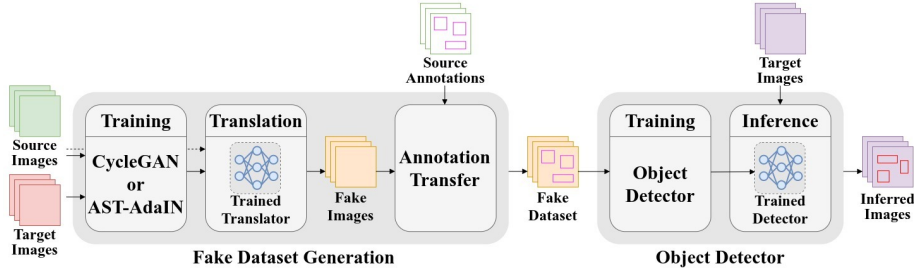 Source
Images
Target
Images
Training
CycleGAN
or
AST-AdaIN
Translation
Trained
Translator
Fake
Images
Source
Annotations
Annotation
Transfer
Fake Dataset Generation
Fake
Dataset
Training
Object
Detector
Target
Images
Inference
Trained
Detector
Object Detector
Inferred
Images